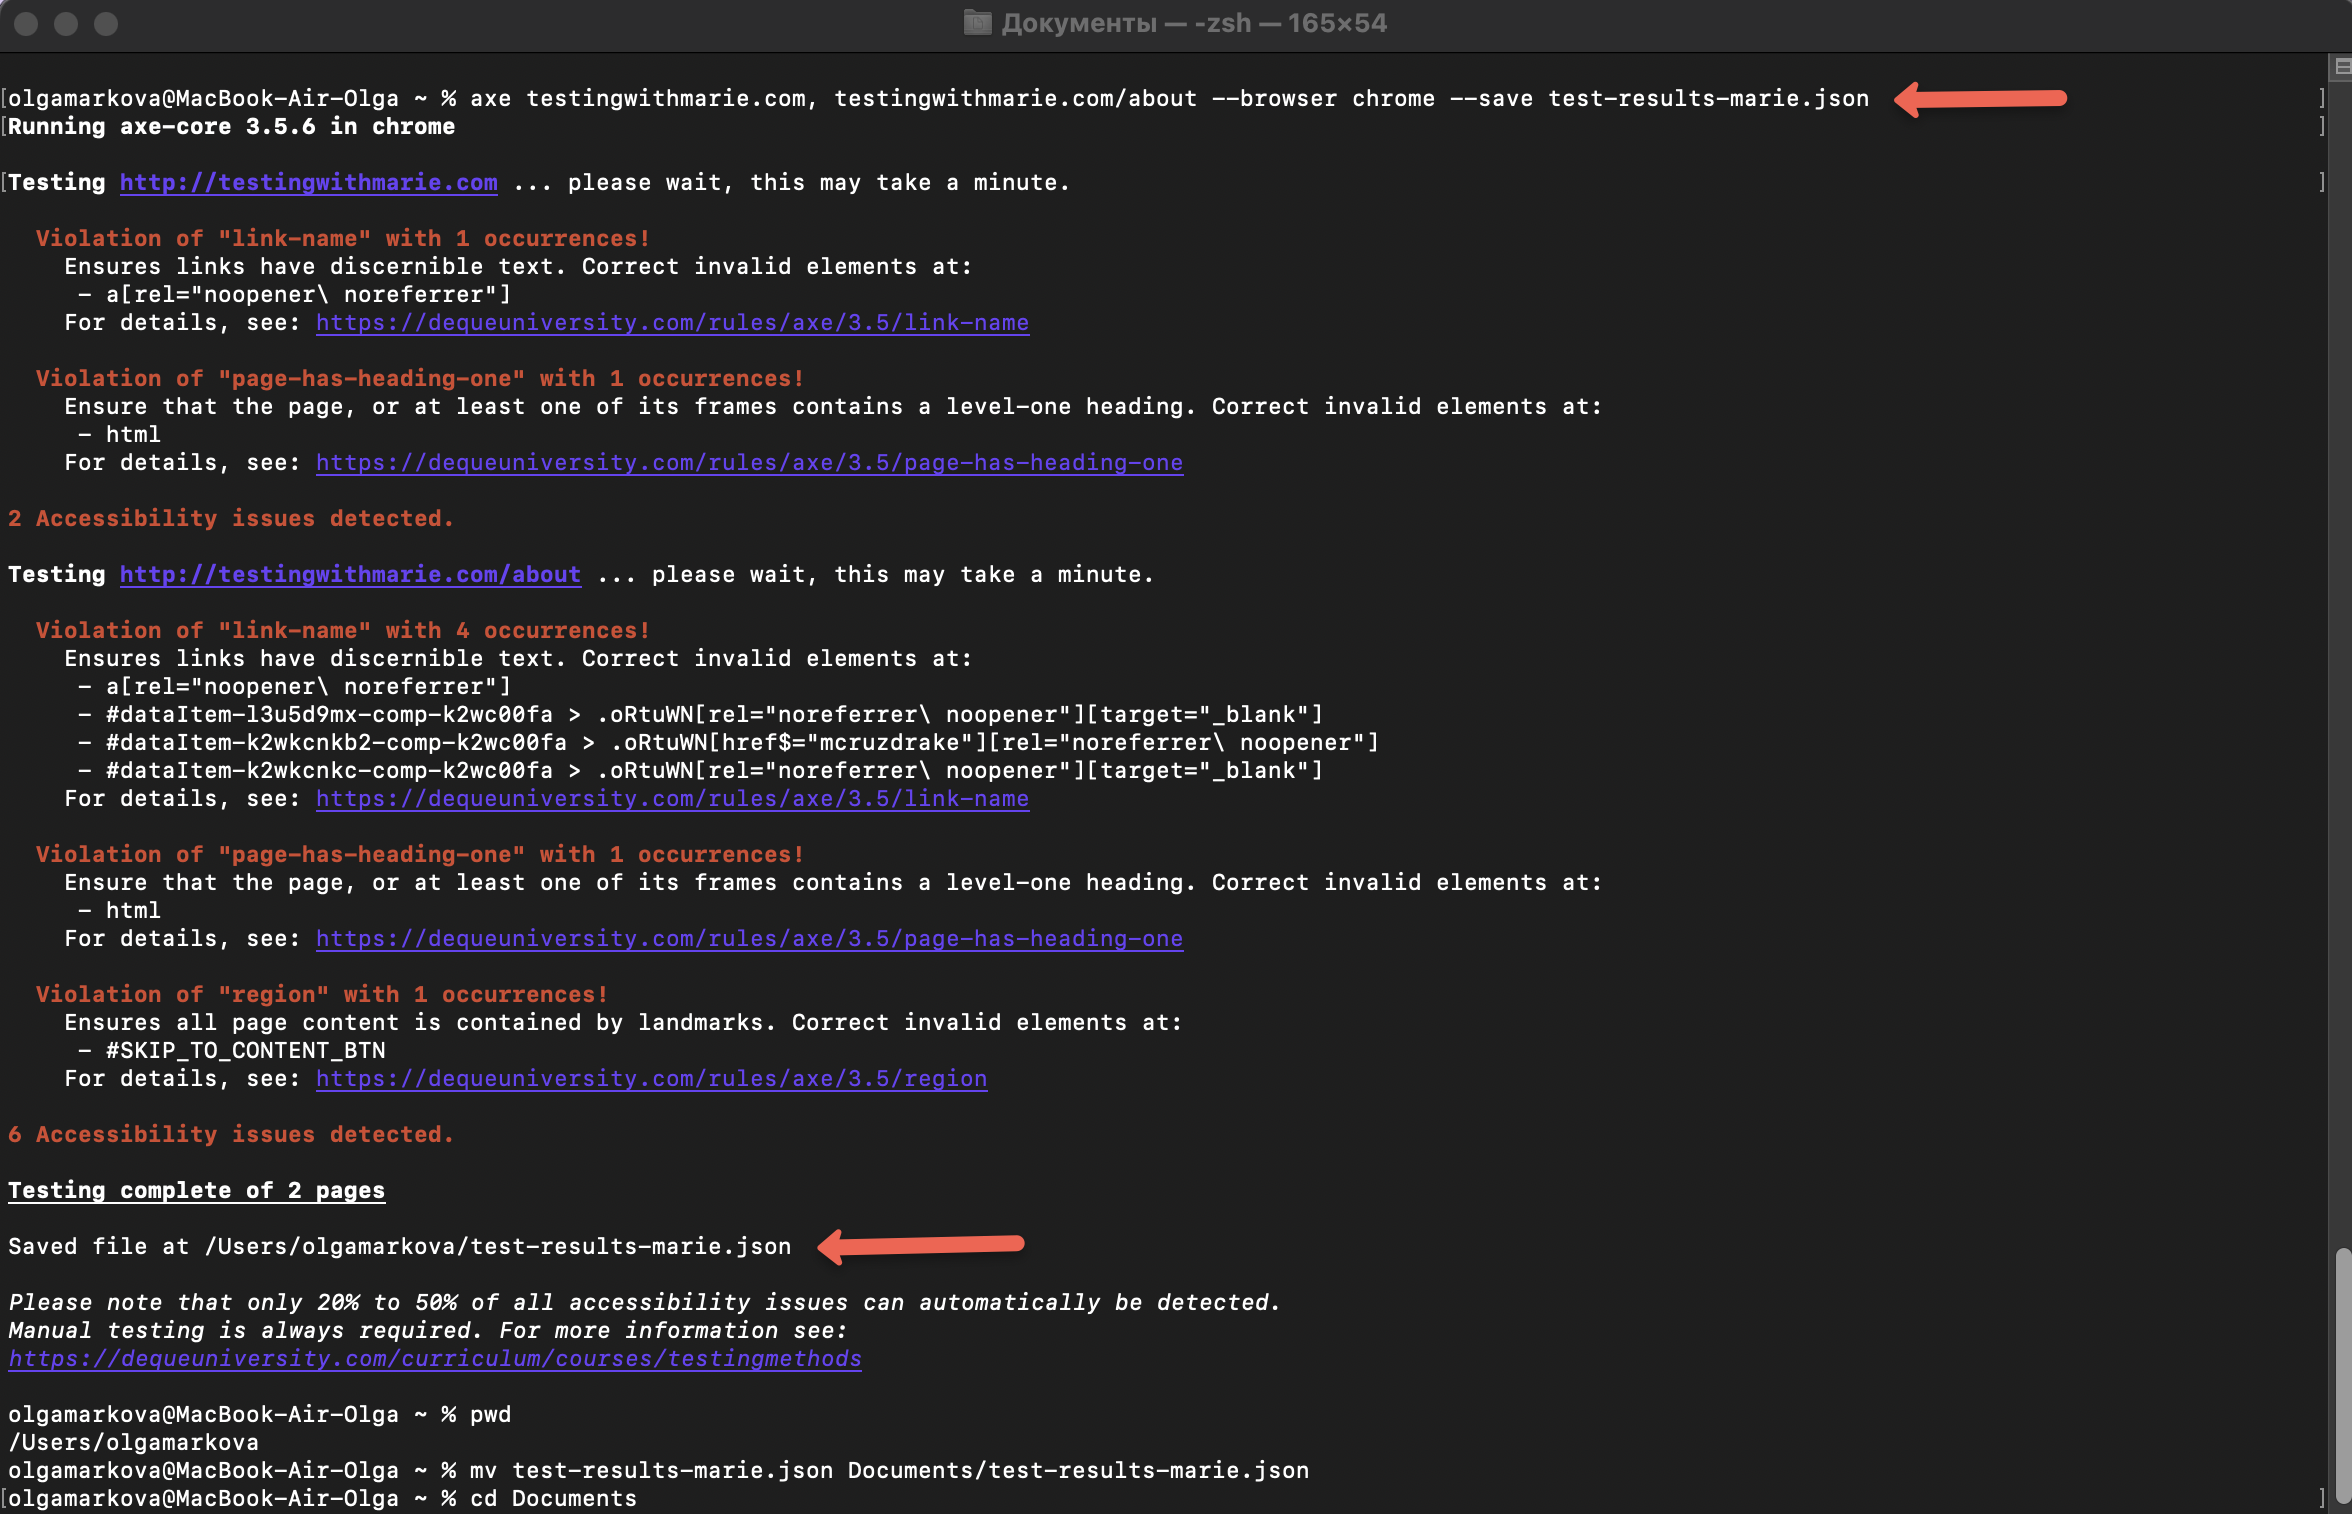 Документы — -zsh — 165×54
olgamarkova@MacBook-Air-Olga ~ % axe testingwithmarie.com, testingwithmarie.com/about --browser chrome --save test-results-marie.json
Running axe-core 3.5.6 in chrome
Testing http://testingwithmarie.com ... please wait, this may take a minute.
Violation of "link-name" with 1 occurrences!
Ensures links have discernible text. Correct invalid elements at:
- a[rel="noopener\ noreferrer"]
For details, see: https://dequeuniversity.com/rules/axe/3.5/link-name
Violation of "page-has-heading-one" with 1 occurrences!
Ensure that the page, or at least one of its frames contains a level-one heading. Correct invalid elements at:
- html
For details, see: https://dequeuniversity.com/rules/axe/3.5/page-has-heading-one
2 Accessibility issues detected.
Testing http://testingwithmarie.com/about ... please wait, this may take a minute.
Violation of "link-name" with 4 occurrences!
Ensures links have discernible text. Correct invalid elements at:
- a[rel="noopener\ noreferrer"]
- #dataItem-l3u5d9mx-comp-k2wc00fa > .oRtuWN[rel="noreferrer\ noopener"][target="_blank"]
- #dataItem-k2wkcnkb2-comp-k2wc00fa > .oRtuWN[href$="mcruzdrake"][rel="noreferrer\ noopener"]
- #dataItem-k2wkcnkc-comp-k2wc00fa > .oRtuWN[rel="noreferrer\ noopener"][target="_blank"]
For details, see: https://dequeuniversity.com/rules/axe/3.5/link-name
Violation of "page-has-heading-one" with 1 occurrences!
Ensure that the page, or at least one of its frames contains a level-one heading. Correct invalid elements at:
- html
For details, see: https://dequeuniversity.com/rules/axe/3.5/page-has-heading-one
Violation of "region" with 1 occurrences!
Ensures all page content is contained by landmarks. Correct invalid elements at:
- #SKIP_TO_CONTENT_BTN
For details, see: https://dequeuniversity.com/rules/axe/3.5/region
6 Accessibility issues detected.
Testing complete of 2 pages
Saved file at /Users/olgamarkova/test-results-marie.json
Please note that only 20% to 50% of all accessibility issues can automatically be detected.
Manual testing is always required. For more information see:
https://dequeuniversity.com/curriculum/courses/testingmethods
olgamarkova@MacBook-Air-Olga ~ % pwd
/Users/olgamarkova
olgamarkova@MacBook-Air-Olga ~ % mv test-results-marie.json Documents/test-results-marie.json
olgamarkova@MacBook-Air-Olga ~ % cd Documents